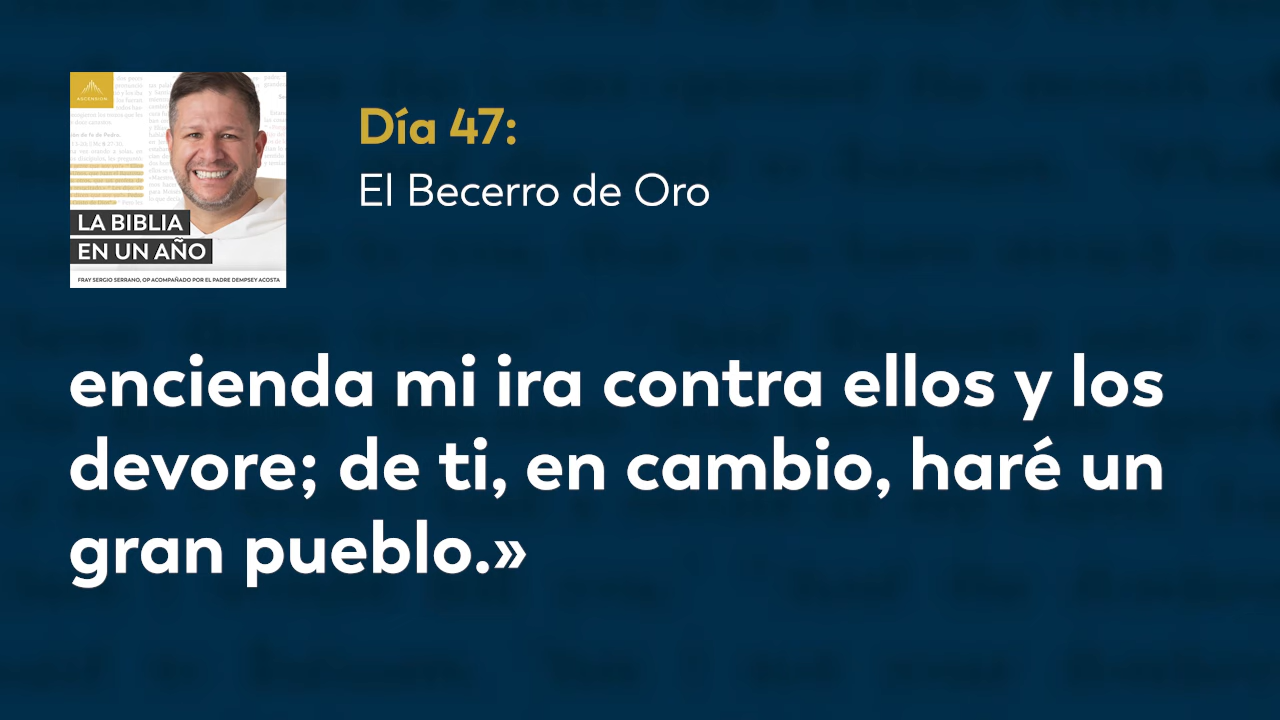 ASCENSION
Día 47:
El Becerro de Oro
LA BIBLIA
EN UN AÑO
FRAY SERGIO SERRANO, OP ACOMPAÑADO POR EL PADRE DEMPSEY ACOSTA
encienda mi ira contra ellos y los
devore; de ti, en cambio, haré un
gran pueblo.»